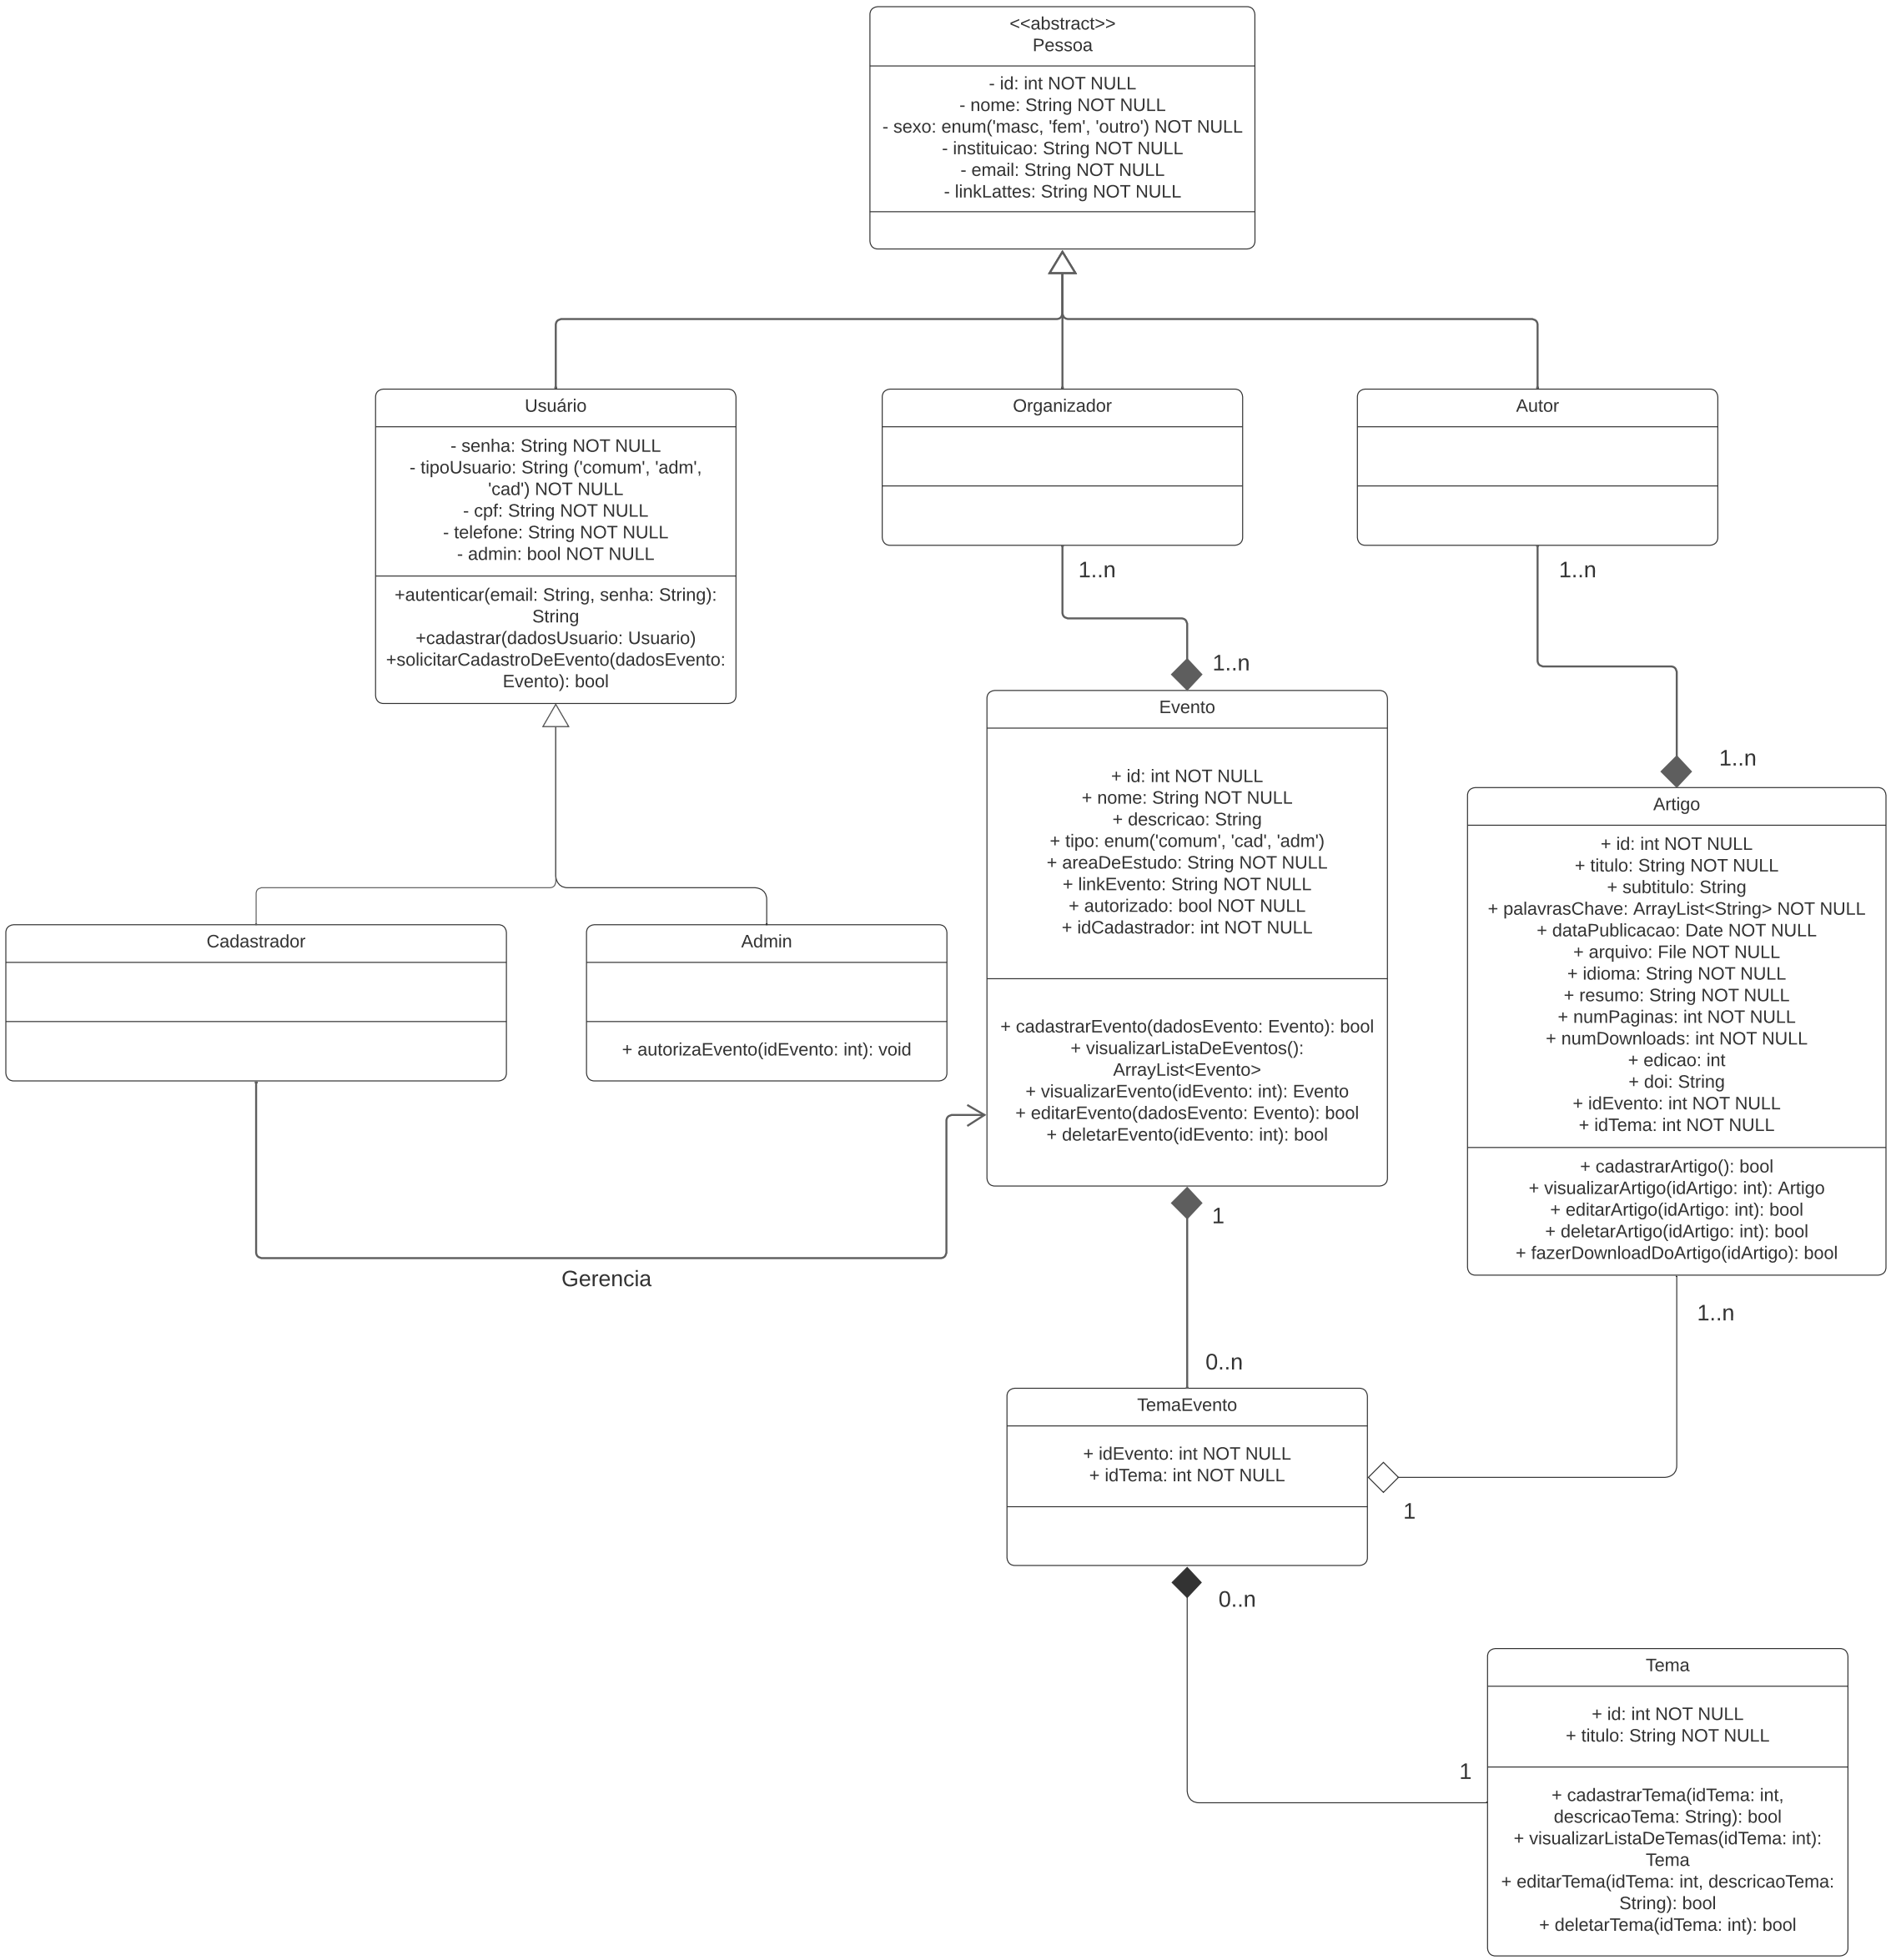 <<abstract>>
Pessoa
- id: int NOT NULL
- nome: String NOT NULL
- sexo: enum('masc, 'fem', 'outro') NOT NULL
- instituicao: String NOT NULL
- email: String NOT NULL
- linkLattes: String NOT NULL
Usuário
- senha: String NOT NULL
- tipoUsuario: String ('comum', 'adm',
'cad') NOT NULL
- cpf: String NOT NULL
- telefone: String NOT NULL
- admin: bool NOT NULL
+autenticar(email: String, senha: String):
String
+cadastrar(dadosUsuario: Usuario)
+solicitarCadastroDeEvento(dadosEvento:
Evento): bool
Organizador
Autor
1..n
1..n
1..n
1..n
Evento
+ id: int NOT NULL
+ nome: String NOT NULL
+ descricao: String
+ tipo: enum('comum', 'cad', 'adm')
+ areaDeEstudo: String NOT NULL
+ linkEvento: String NOT NULL
+ autorizado: bool NOT NULL
+ idCadastrador: int NOT NULL
+ cadastrarEvento(dadosEvento: Evento): bool
+ visualizarListaDeEventos():
ArrayList<Evento>
+ visualizarEvento(idEvento: int): Evento
+ editarEvento(dadosEvento: Evento): bool
+ deletarEvento(idEvento: int): bool
Artigo
+ id: int NOT NULL
+ titulo: String NOT NULL
+ subtitulo: String
+ palavrasChave: ArrayList<String> NOT NULL
+ dataPublicacao: Date NOT NULL
+ arquivo: File NOT NULL
+ idioma: String NOT NULL
+ resumo: String NOT NULL
+ numPaginas: int NOT NULL
+ numDownloads: int NOT NULL
+ edicao: int
+ doi: String
+ idEvento: int NOT NULL
+ idTema: int NOT NULL
+ cadastrarArtigo(): bool
+ visualizarArtigo(idArtigo: int): Artigo
+ editarArtigo(idArtigo: int): bool
+ deletarArtigo(idArtigo: int): bool
+ fazerDownloadDoArtigo(idArtigo): bool
Cadastrador
Admin
+ autorizaEvento(idEvento: int): void
Gerencia
1
1..n
0..n
TemaEvento
+ idEvento: int NOT NULL
+ idTema: int NOT NULL
1
0..n
1
Tema
+ id: int NOT NULL
+ titulo: String NOT NULL
+ cadastrarTema(idTema: int,
descricaoTema: String): bool
+ visualizarListaDeTemas(idTema: int):
Tema
+ editarTema(idTema: int, descricaoTema:
String): bool
+ deletarTema(idTema: int): bool